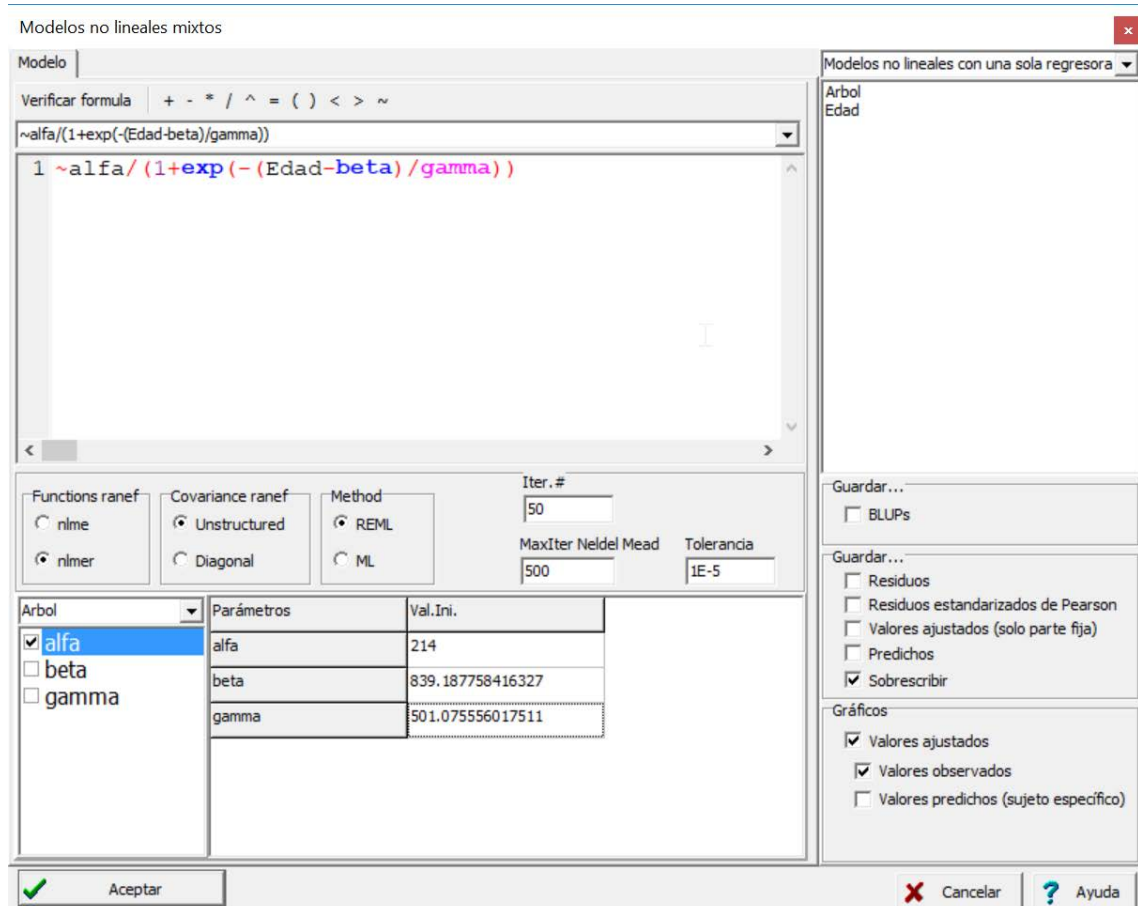 Modelos no lineales mixtos
x
Modelo
Verificar formula + - * / ^ = ( ) < > ~
~alfa/(1+exp(-(Edad-beta)/gamma))
1 ~alfa/(1+exp(-(Edad-beta)/gamma))
Functions ranef
nlme
nlmer
Covariance ranef
Unstructured
Diagonal
Method
REML
ML
Iter.#
50
MaxIter Neldel Mead
500
Tolerancia
1E-5
Arbol
alfa
beta
gamma
Parámetros Val.Ini.
alfa 214
beta 839.187758416327
gamma 501.075556017511
Modelos no lineales con una sola regresora
Arbol
Edad
Guardar...
BLUPs
Guardar...
Residuos
Residuos estandarizados de Pearson
Valores ajustados (solo parte fija)
Predichos
Sobrescribir
Gráficos
Valores ajustados
Valores observados
Valores predichos (sujeto específico)
Aceptar
Cancelar
Ayuda